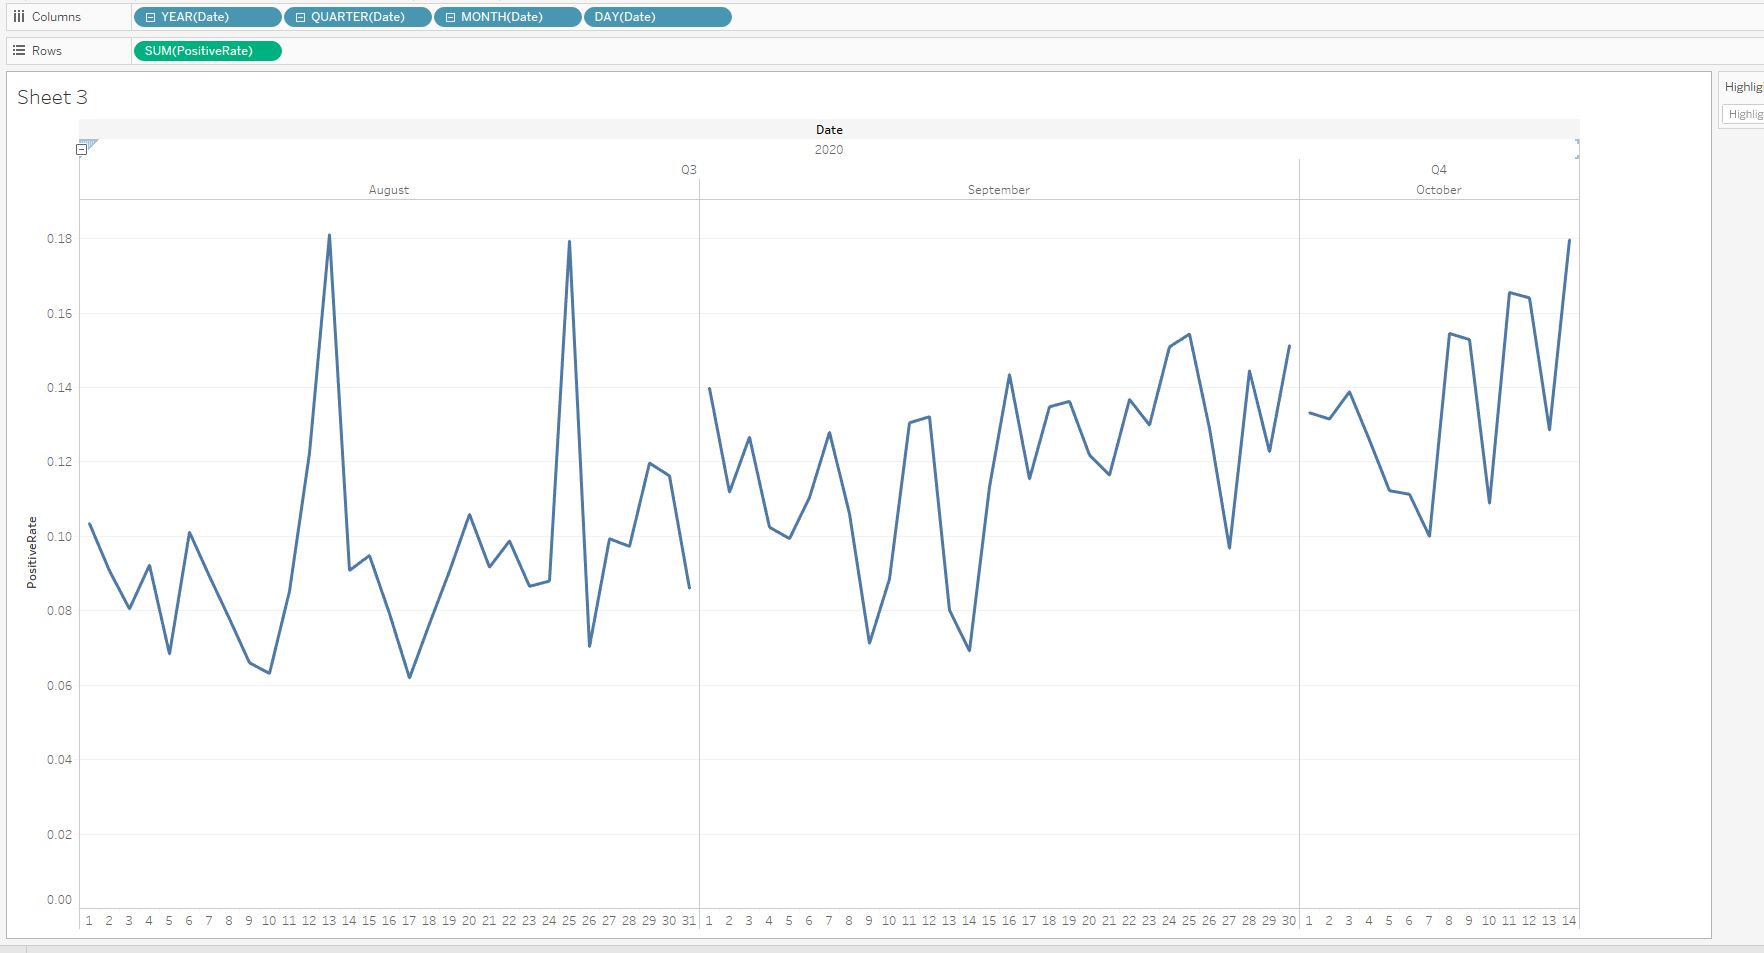 Columns YEAR(Date) QUARTER(Date) MONTH(Date) DAY(Date)
Rows SUM(PositiveRate)
Sheet 3
Date
2020
Q3 Q4
August September October
PositiveRate
0.18
0.16
0.14
0.12
0.10
0.08
0.06
0.04
0.02
0.00
1 2 3 4 5 6 7 8 9 10 11 12 13 14 15 16 17 18 19 20 21 22 23 24 25 26 27 28 29 30 31 1 2 3 4 5 6 7 8 9 10 11 12 13 14 15 16 17 18 19 20 21 22 23 24 25 26 27 28 29 30 1 2 3 4 5 6 7 8 9 10 11 12 13 14
Highlig
Highlig